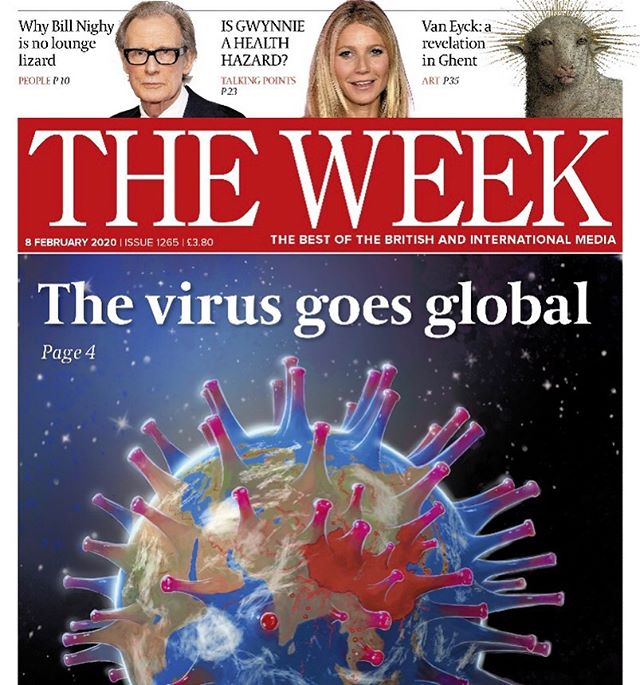 Why Bill Nighy
is no lounge
lizard
PEOPLE P10
IS GWYNNIE
A HEALTH
HAZARD?
TALKING POINTS
P23
Van Eyck: a
revelation
in Ghent
ART P35
THE WEEK
8 FEBRUARY 2020 | ISSUE 1265 | £3.80
THE BEST OF THE BRITISH AND INTERNATIONAL MEDIA
The virus goes global
Page 4